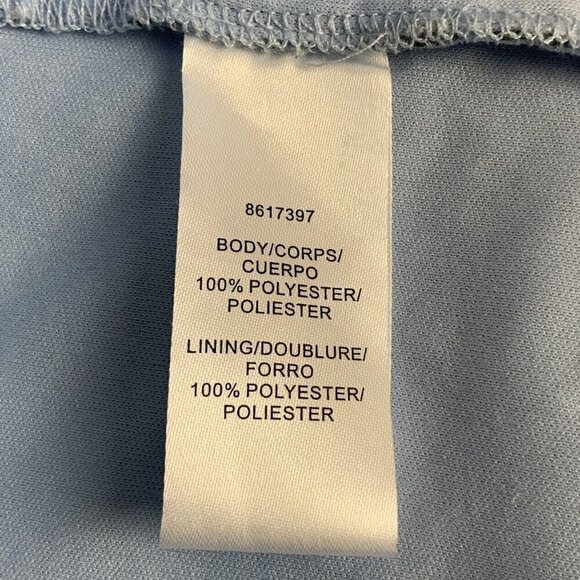 8617397
BODY/CORPS/
CUERPO
100% POLYESTER/
POLIESTER
LINING/DOUBLURE/
FORRO
100% POLYESTER/
POLIESTER